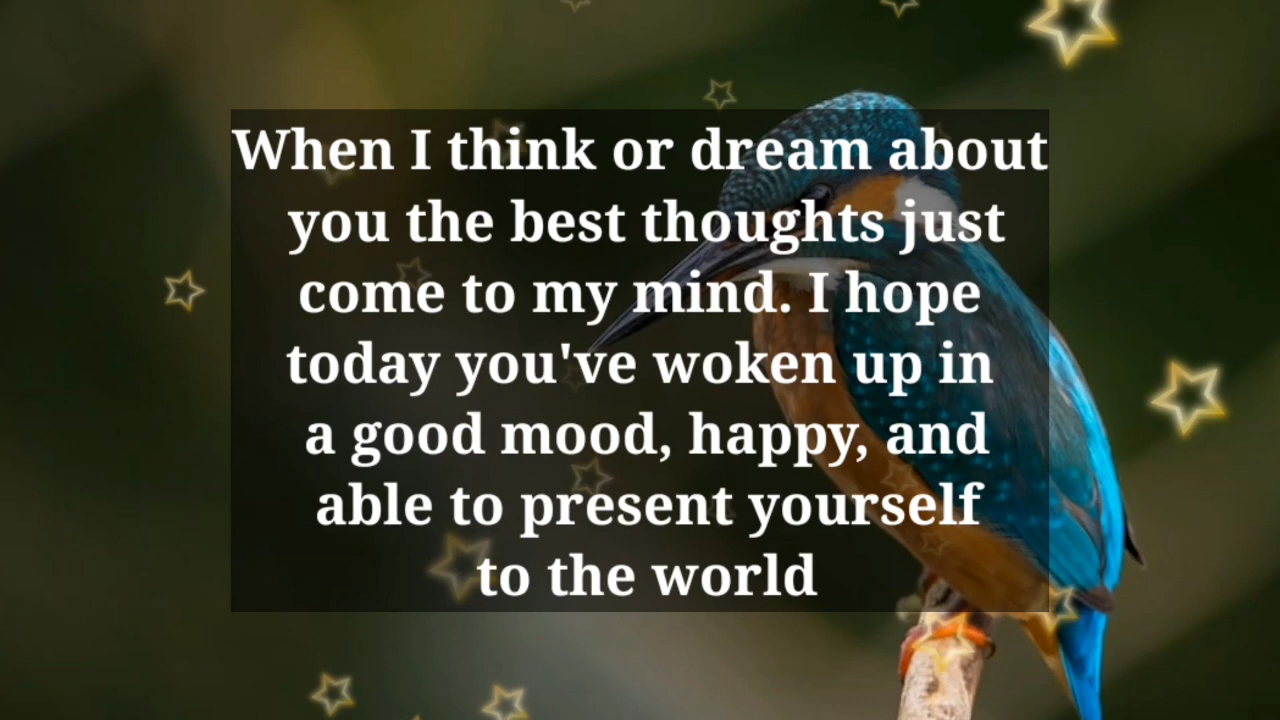 When I think or dream about
you the best thoughts just
come to my mind. I hope
today you've woken up in
a good mood, happy, and
able to present yourself
to the world